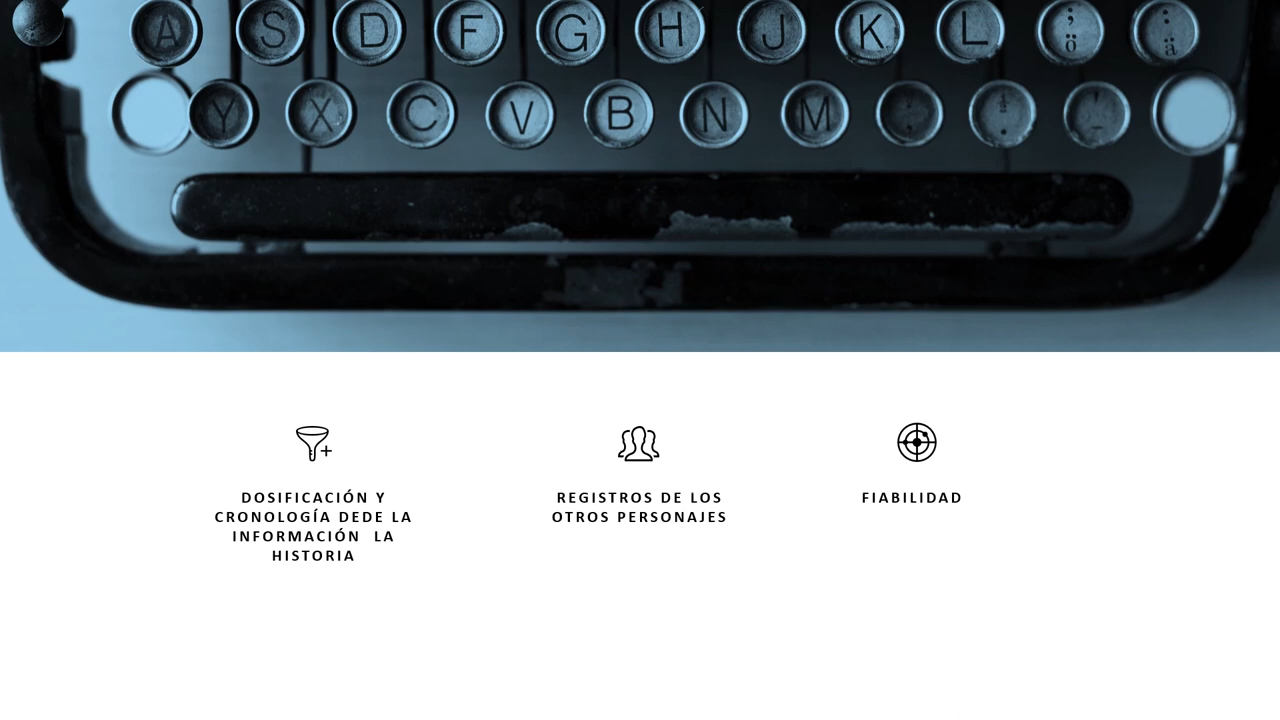 A S D F G H J K L ; ö : ä
Y X C V B N M
DOSIFICACIÓN Y
CRONOLOGÍA DEDE LA
INFORMACIÓN LA
HISTORIA
REGISTROS DE LOS
OTROS PERSONAJES
FIABILIDAD